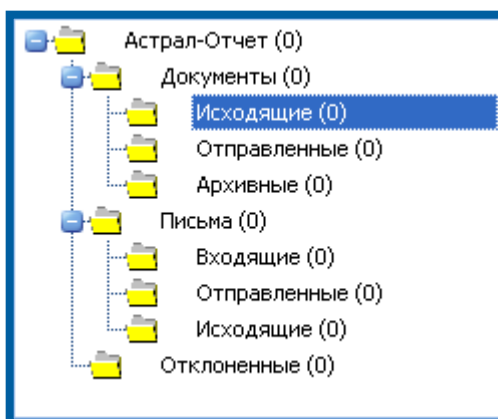 Астрал-Отчет (0)
Документы (0)
Исходящие (0)
Отправленные (0)
Архивные (0)
Письма (0)
Входящие (0)
Отправленные (0)
Исходящие (0)
Отклоненные (0)